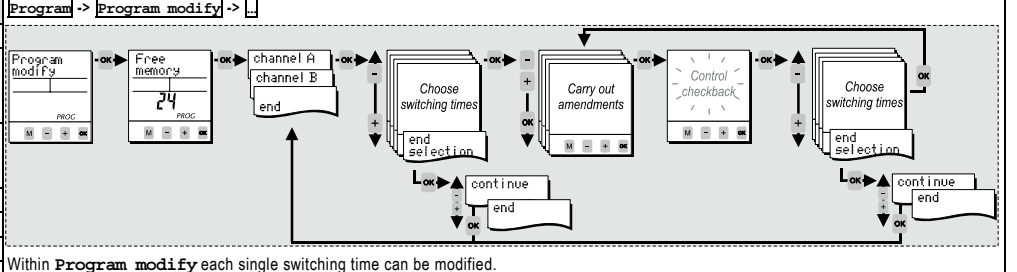 Program -> Program modify -> ...
Program
modify
PROG
M - + OK
OK
Free
memory
24
PROG
M - + OK
OK
channel A
channel B
end
OK
-
+
Choose
switching times
end
selection
OK
-
+
OK
Carry out
amendments
M - + OK
OK
Control
checkback
M - + OK
OK
-
+
Choose
switching times
end
selection
OK
OK
-
+
OK
continue
end
OK
-
+
OK
continue
end
Within Program modify each single switching time can be modified.